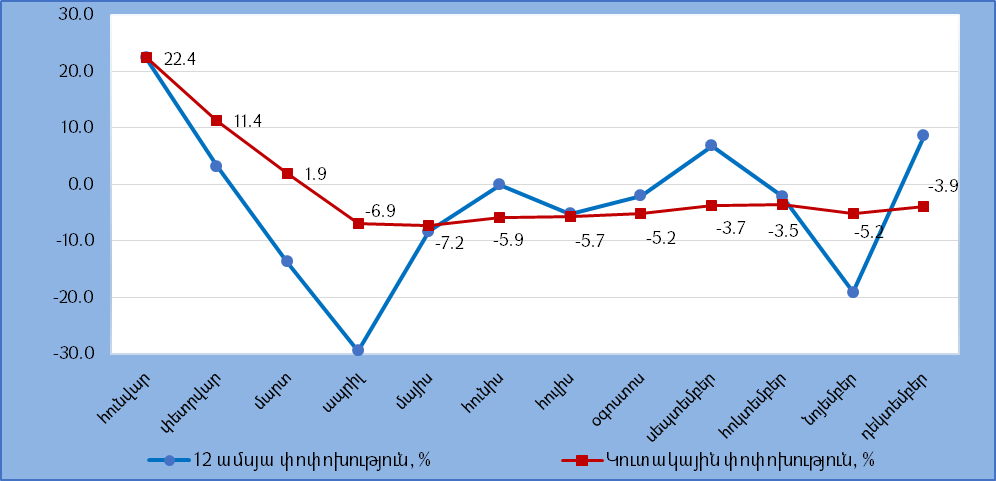 30.0
20.0
10.0
0.0
-10.0
-20.0
-30.0
22.4
11.4
1.9
-6.9
-7.2
-5.9
-5.7
-5.2
-3.7
-3.5
-5.2
-3.9
հունվար
փետրվար
մարտ
ապրիլ
մայիս
հունիս
հուլիս
օգոստոս
սեպտեմբեր
հոկտեմբեր
նոյեմբեր
դեկտեմբեր
12 ամսյա փոփոխություն, %
Կուտակային փոփոխություն, %